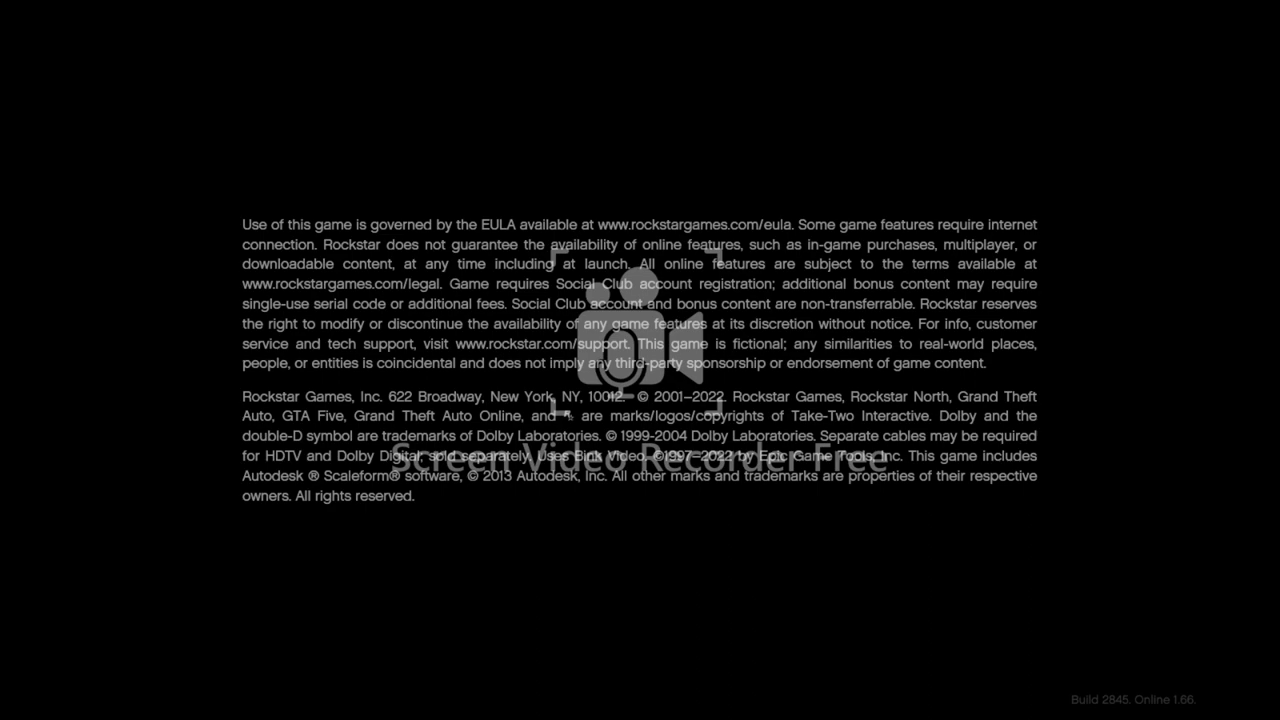 Use of this game is governed by the EULA available at www.rockstargames.com/eula. Some game features require internet
connection. Rockstar does not guarantee the availability of online features, such as in-game purchases, multiplayer, or
downloadable content, at any time including at launch. All online features are subject to the terms available at
www.rockstargames.com/legal. Game requires Social Club account registration; additional bonus content may require
single-use serial code or additional fees. Social Club account and bonus content are non-transferrable. Rockstar reserves
the right to modify or discontinue the availability of any game features at its discretion without notice. For info, customer
service and tech support, visit www.rockstar.com/support. This game is fictional; any similarities to real-world places,
people, or entities is coincidental and does not imply any third-party sponsorship or endorsement of game content.
Rockstar Games, Inc. 622 Broadway, New York, NY, 10012. © 2001–2022. Rockstar Games, Rockstar North, Grand Theft
Auto, GTA Five, Grand Theft Auto Online, and are marks/logos/copyrights of Take-Two Interactive. Dolby and the
double-D symbol are trademarks of Dolby Laboratories. © 1999-2004 Dolby Laboratories. Separate cables may be required
for HDTV and Dolby Digital; sold separately. Uses Bink Video. ©1997–2022 by Epic Game Tools, Inc. This game includes
Screen Video Recorder Free
Autodesk ® Scaleform® software, © 2013 Autodesk, Inc. All other marks and trademarks are properties of their respective
owners. All rights reserved.
Build 2845. Online 1.66.